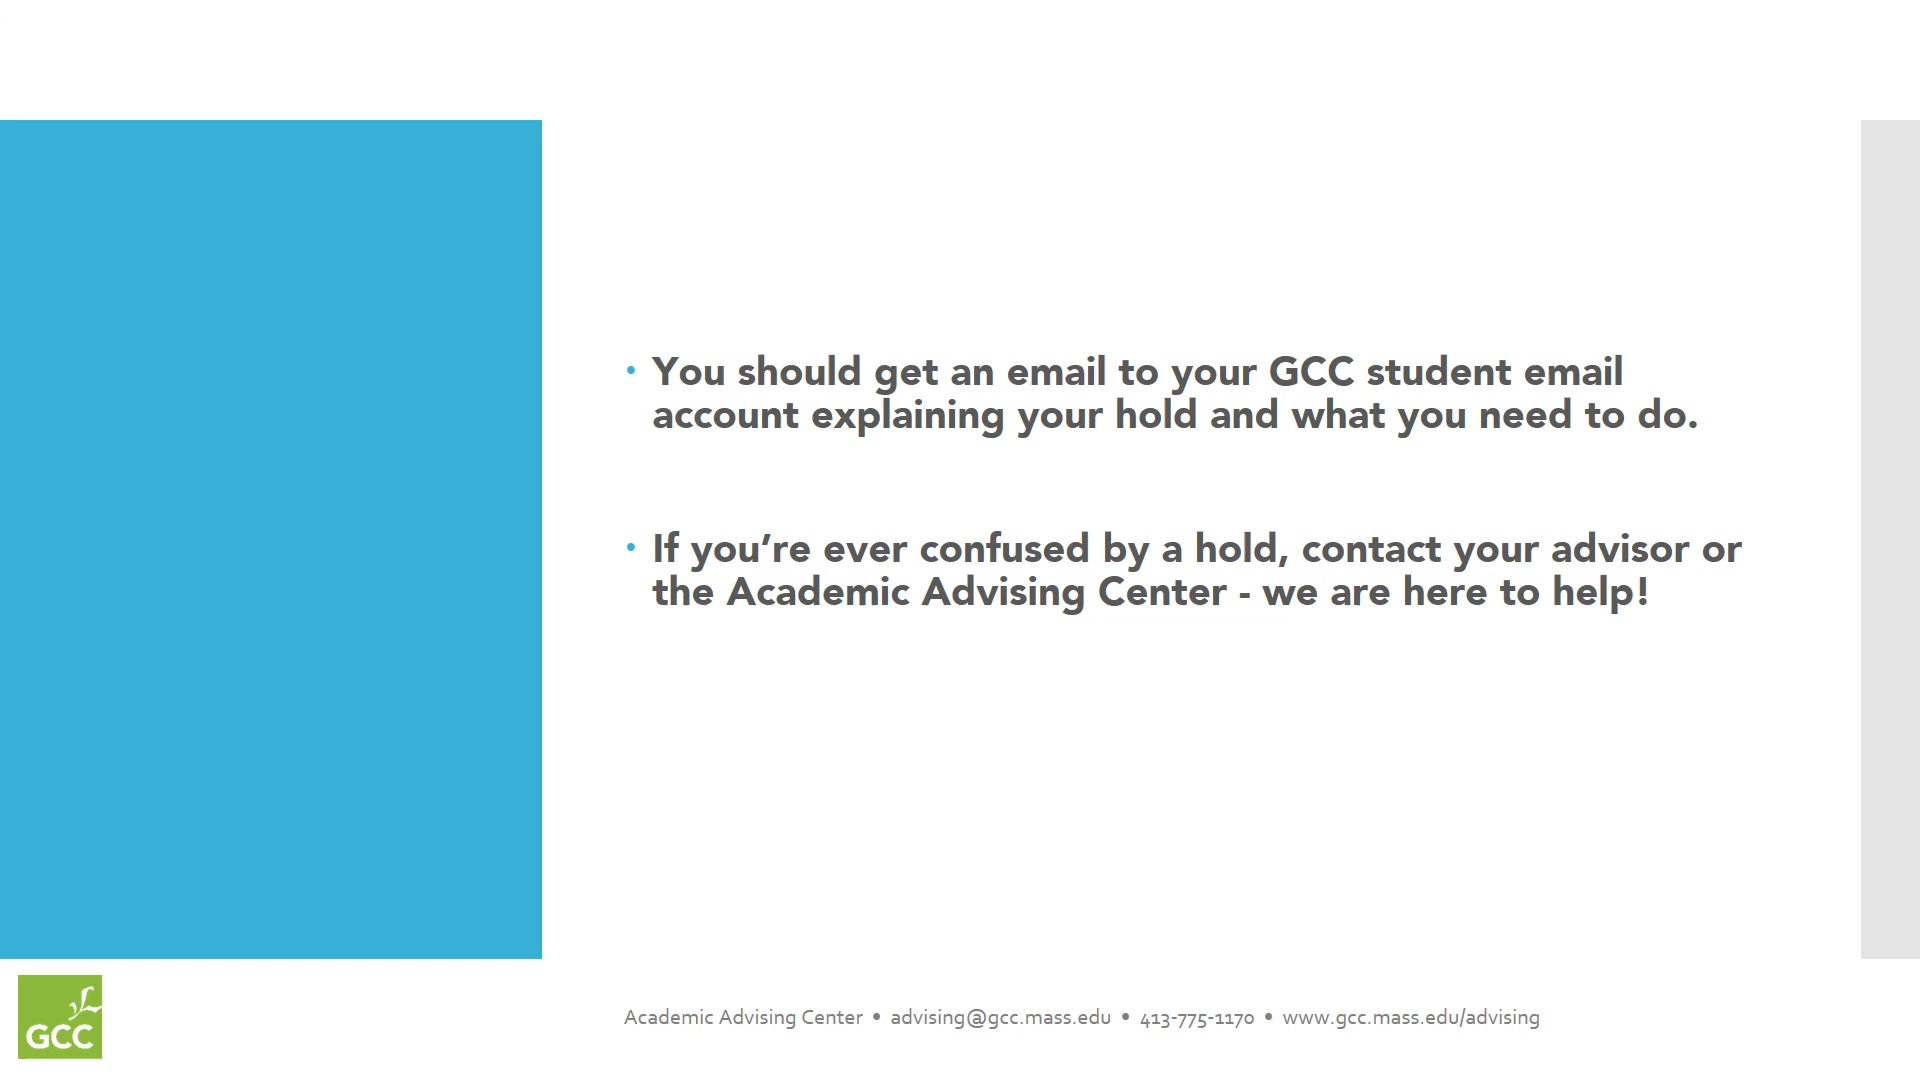 • You should get an email to your GCC student email
account explaining your hold and what you need to do.
• If you’re ever confused by a hold, contact your advisor or
the Academic Advising Center - we are here to help!
GCC
Academic Advising Center • advising@gcc.mass.edu • 413-775-1170 • www.gcc.mass.edu/advising